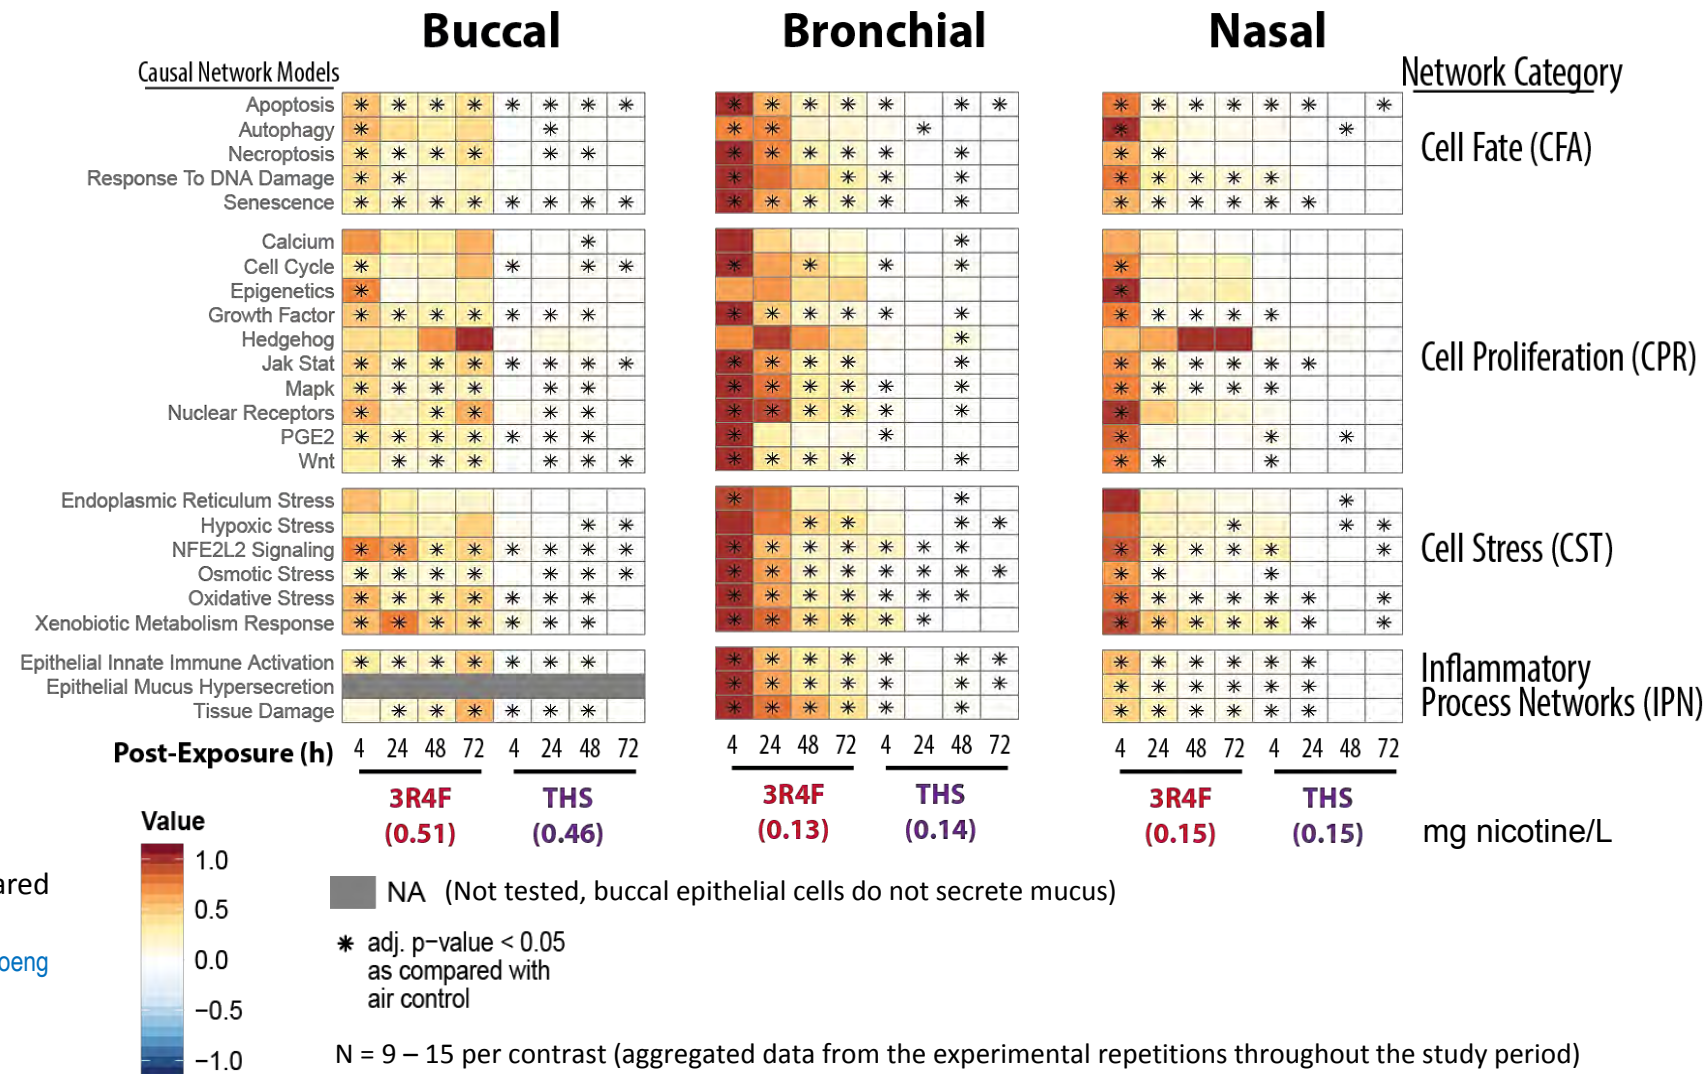 Buccal Bronchial Nasal
Causal Network Models
Network Category
Apoptosis
Autophagy
Necroptosis
Response To DNA Damage
Senescence
Cell Fate (CFA)
Calcium
Cell Cycle
Epigenetics
Growth Factor
Hedgehog
Jak Stat
Mapk
Nuclear Receptors
PGE2
Wnt
Cell Proliferation (CPR)
Endoplasmic Reticulum Stress
Hypoxic Stress
NFE2L2 Signaling
Osmotic Stress
Oxidative Stress
Xenobiotic Metabolism Response
Cell Stress (CST)
Epithelial Innate Immune Activation
Epithelial Mucus Hypersecretion
Tissue Damage
Inflammatory
Process Networks (IPN)
Post-Exposure (h) 4 24 48 72 4 24 48 72 4 24 48 72 4 24 48 72 4 24 48 72 4 24 48 72
3R4F THS 3R4F THS 3R4F THS
(0.51) (0.46) (0.13) (0.14) (0.15) (0.15) mg nicotine/L
Value
1.0
0.5
0.0
−0.5
−1.0
ared
oeng
NA (Not tested, buccal epithelial cells do not secrete mucus)
* adj. p−value < 0.05
as compared with
air control
N = 9 – 15 per contrast (aggregated data from the experimental repetitions throughout the study period)